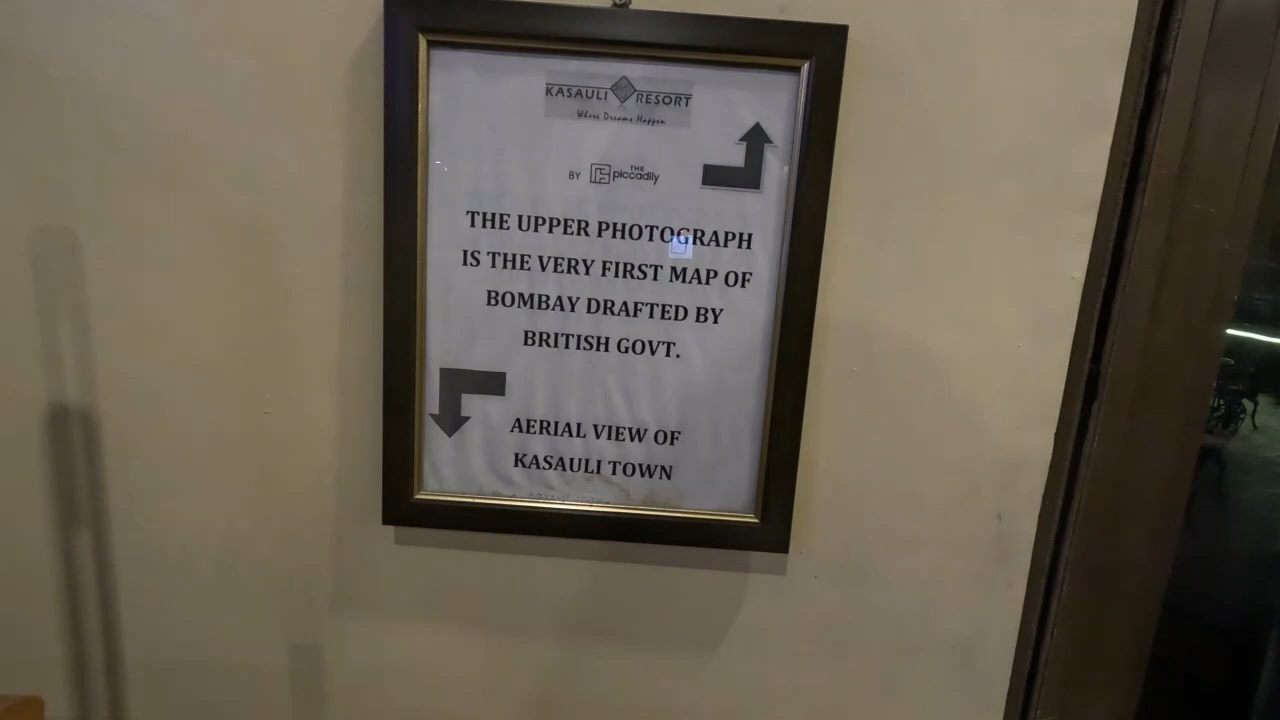 KASAULI RESORT
Where Dreams Happen
BY THE piccadily
THE UPPER PHOTOGRAPH
IS THE VERY FIRST MAP OF
BOMBAY DRAFTED BY
BRITISH GOVT.
AERIAL VIEW OF
KASAULI TOWN